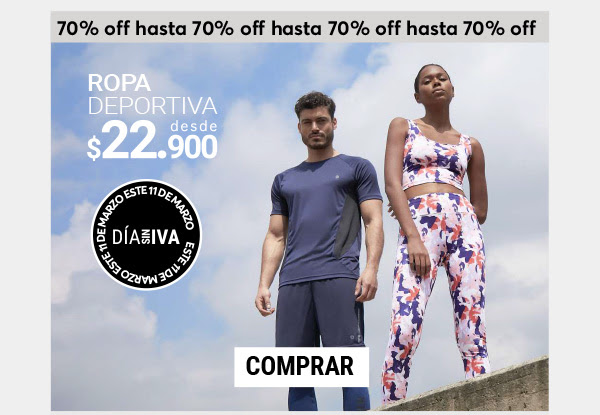 70% off hasta 70% off hasta 70% off hasta 70% off
ROPA
DEPORTIVA
desde
$22.900
ESTE 11 DE MARZO ESTE 11 DE MARZO ESTE 11 DE MARZO
DÍA SIN IVA
COMPRAR